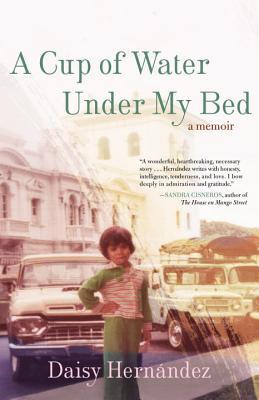 A Cup of Water
Under My Bed
a memoir
"A wonderful, heartbreaking, necessary
story . . . Hernández writes with honesty,
intelligence, tenderness, and love. I bow
deeply in admiration and gratitude."
—SANDRA CISNEROS, author of
The House on Mango Street
Daisy Hernández